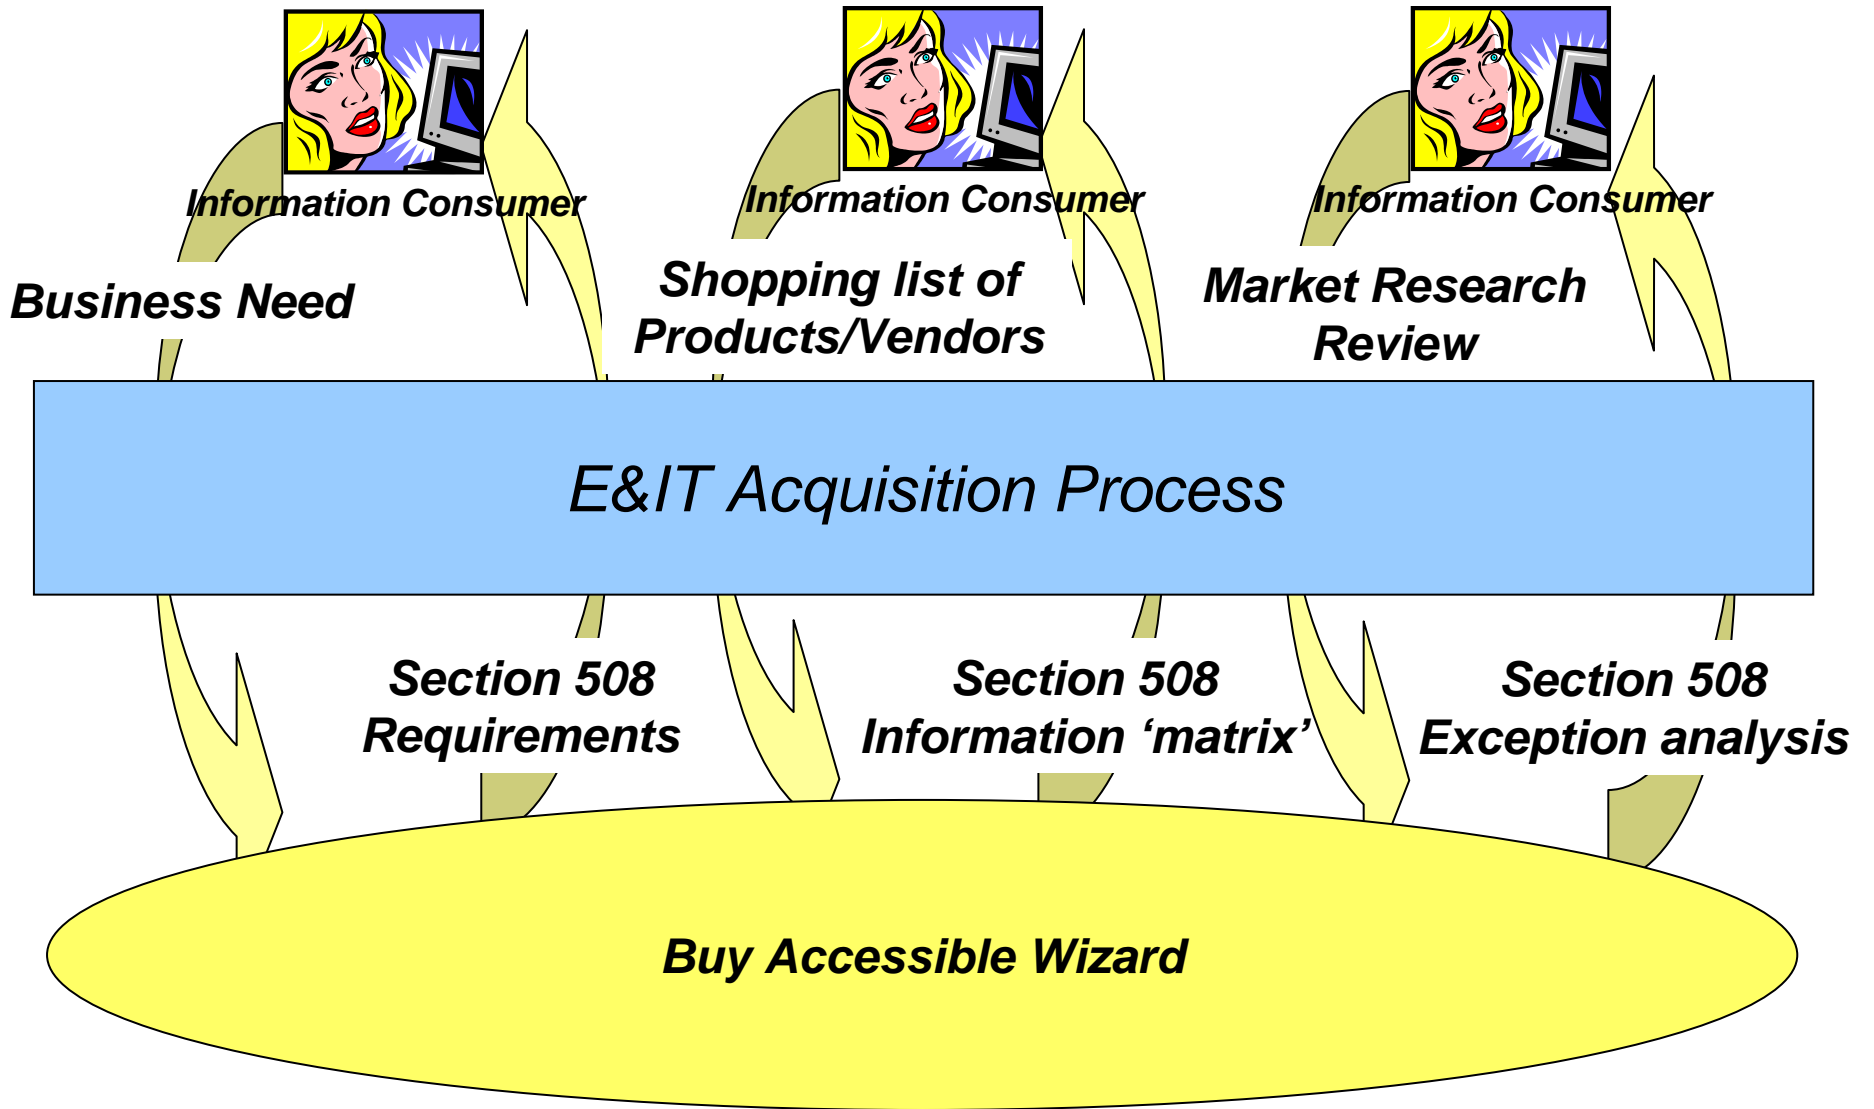 Information Consumer
Information Consumer
Information Consumer
Business Need
Shopping list of
Products/Vendors
Market Research
Review
E&IT Acquisition Process
Section 508
Requirements
Section 508
Information ‘matrix’
Section 508
Exception analysis
Buy Accessible Wizard